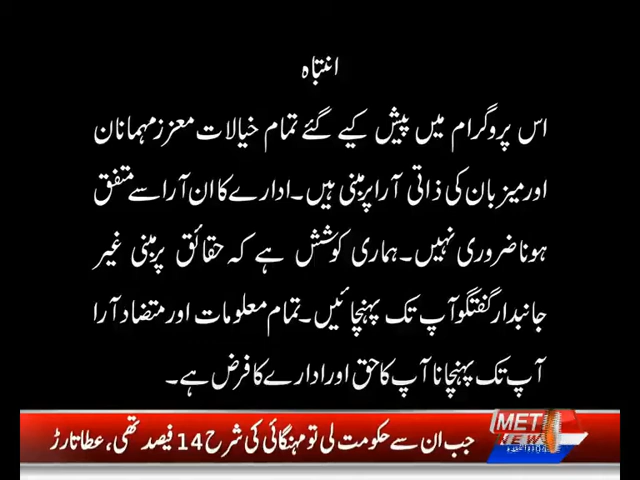 انتباہ
اس پروگرام میں پیش کیے گئے تمام خیالات معزز مہمانان
اور میزبان کی ذاتی آرا پر مبنی ہیں۔ ادارے کا ان آرا سے متفق
ہونا ضروری نہیں۔ ہماری کوشش ہے کہ حقائق پر مبنی غیر
جانبدار گفتگو آپ تک پہنچائیں۔ تمام معلومات اور متضاد آرا
آپ تک پہنچانا آپ کا حق اور ادارے کا فرض ہے۔
جب ان سے حکومت لی تو مہنگائی کی شرح 14 فیصد تھی، عطا تارڑ
MET
NEW